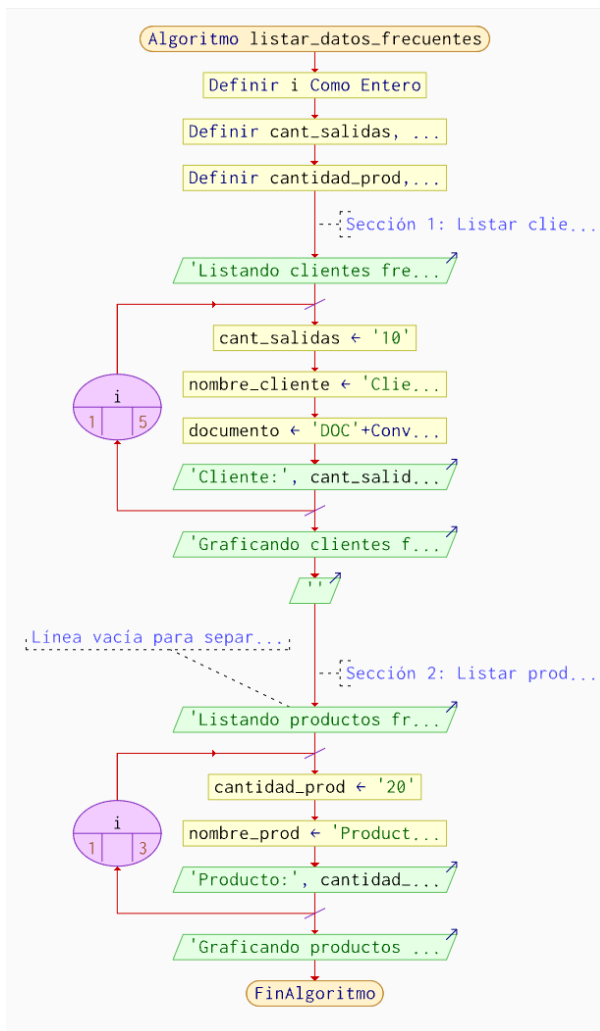 Algoritmo listar_datos_frecuentes
Definir i Como Entero
Definir cant_salidas, ...
Definir cantidad_prod,...
Sección 1: Listar clie...
'Listando clientes fre...
cant_salidas ← '10'
nombre_cliente ← 'Clie...
i
1 5
documento ← 'DOC'+Conv...
'Cliente:', cant_salid...
'Graficando clientes f...
''
Línea vacía para separ...
Sección 2: Listar prod...
'Listando productos fr...
cantidad_prod ← '20'
i
1 3
nombre_prod ← 'Product...
'Producto:', cantidad_...
'Graficando productos ...
FinAlgoritmo